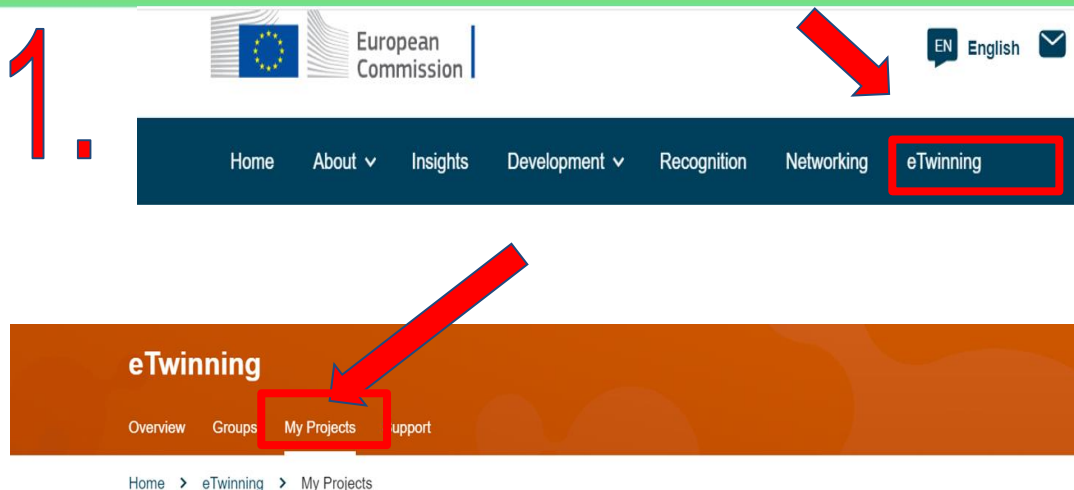 1.
European
Commission
EN English
Home About Insights Development Recognition Networking eTwinning
eTwinning
Overview Groups My Projects Support
Home > eTwinning > My Projects